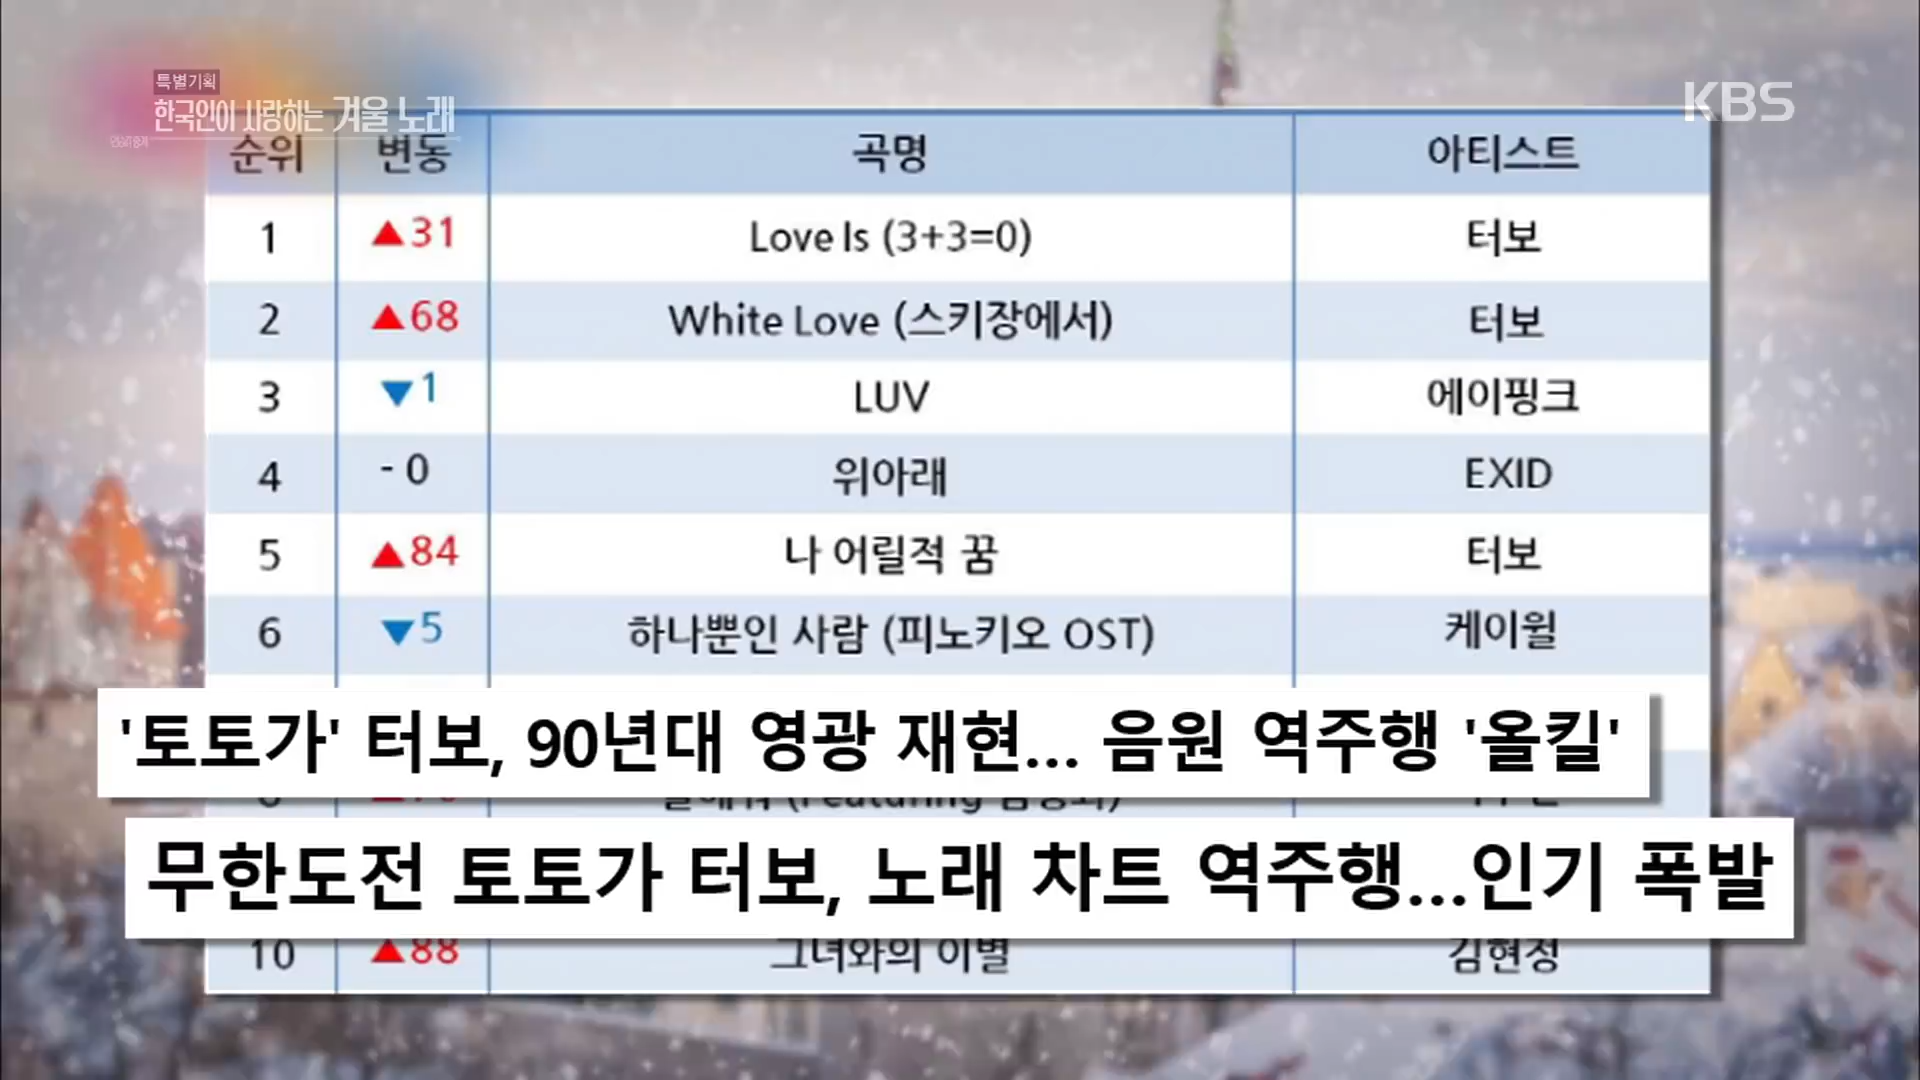 특별기획
한국인이 사랑하는 겨울 노래
KBS
순위 변동 곡명 아티스트
1 ▲31 Love Is (3+3=0) 터보
2 ▲68 White Love (스키장에서) 터보
3 ▼1 LUV 에이핑크
4 - 0 위아래 EXID
5 ▲84 나 어릴적 꿈 터보
6 ▼5 하나뿐인 사람 (피노키오 OST) 케이윌
'토토가' 터보, 90년대 영광 재현... 음원 역주행 '올킬'
(Featuring
무한도전 토토가 터보, 노래 차트 역주행...인기 폭발
10 ▲88 그녀와의 이별 김현정